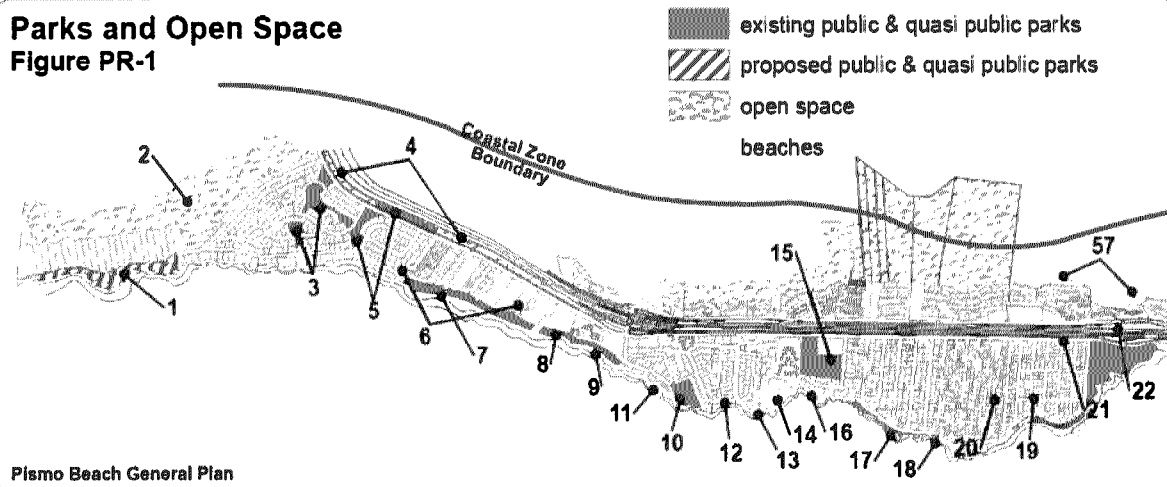 Parks and Open Space
Figure PR-1
existing public & quasi public parks
proposed public & quasi public parks
open space
beaches
Coastal Zone
Boundary
2
4
57
15
1
3
5
6
7
8
9
11
10
12
13
14
16
17
18
20
19
21
22
Pismo Beach General Plan